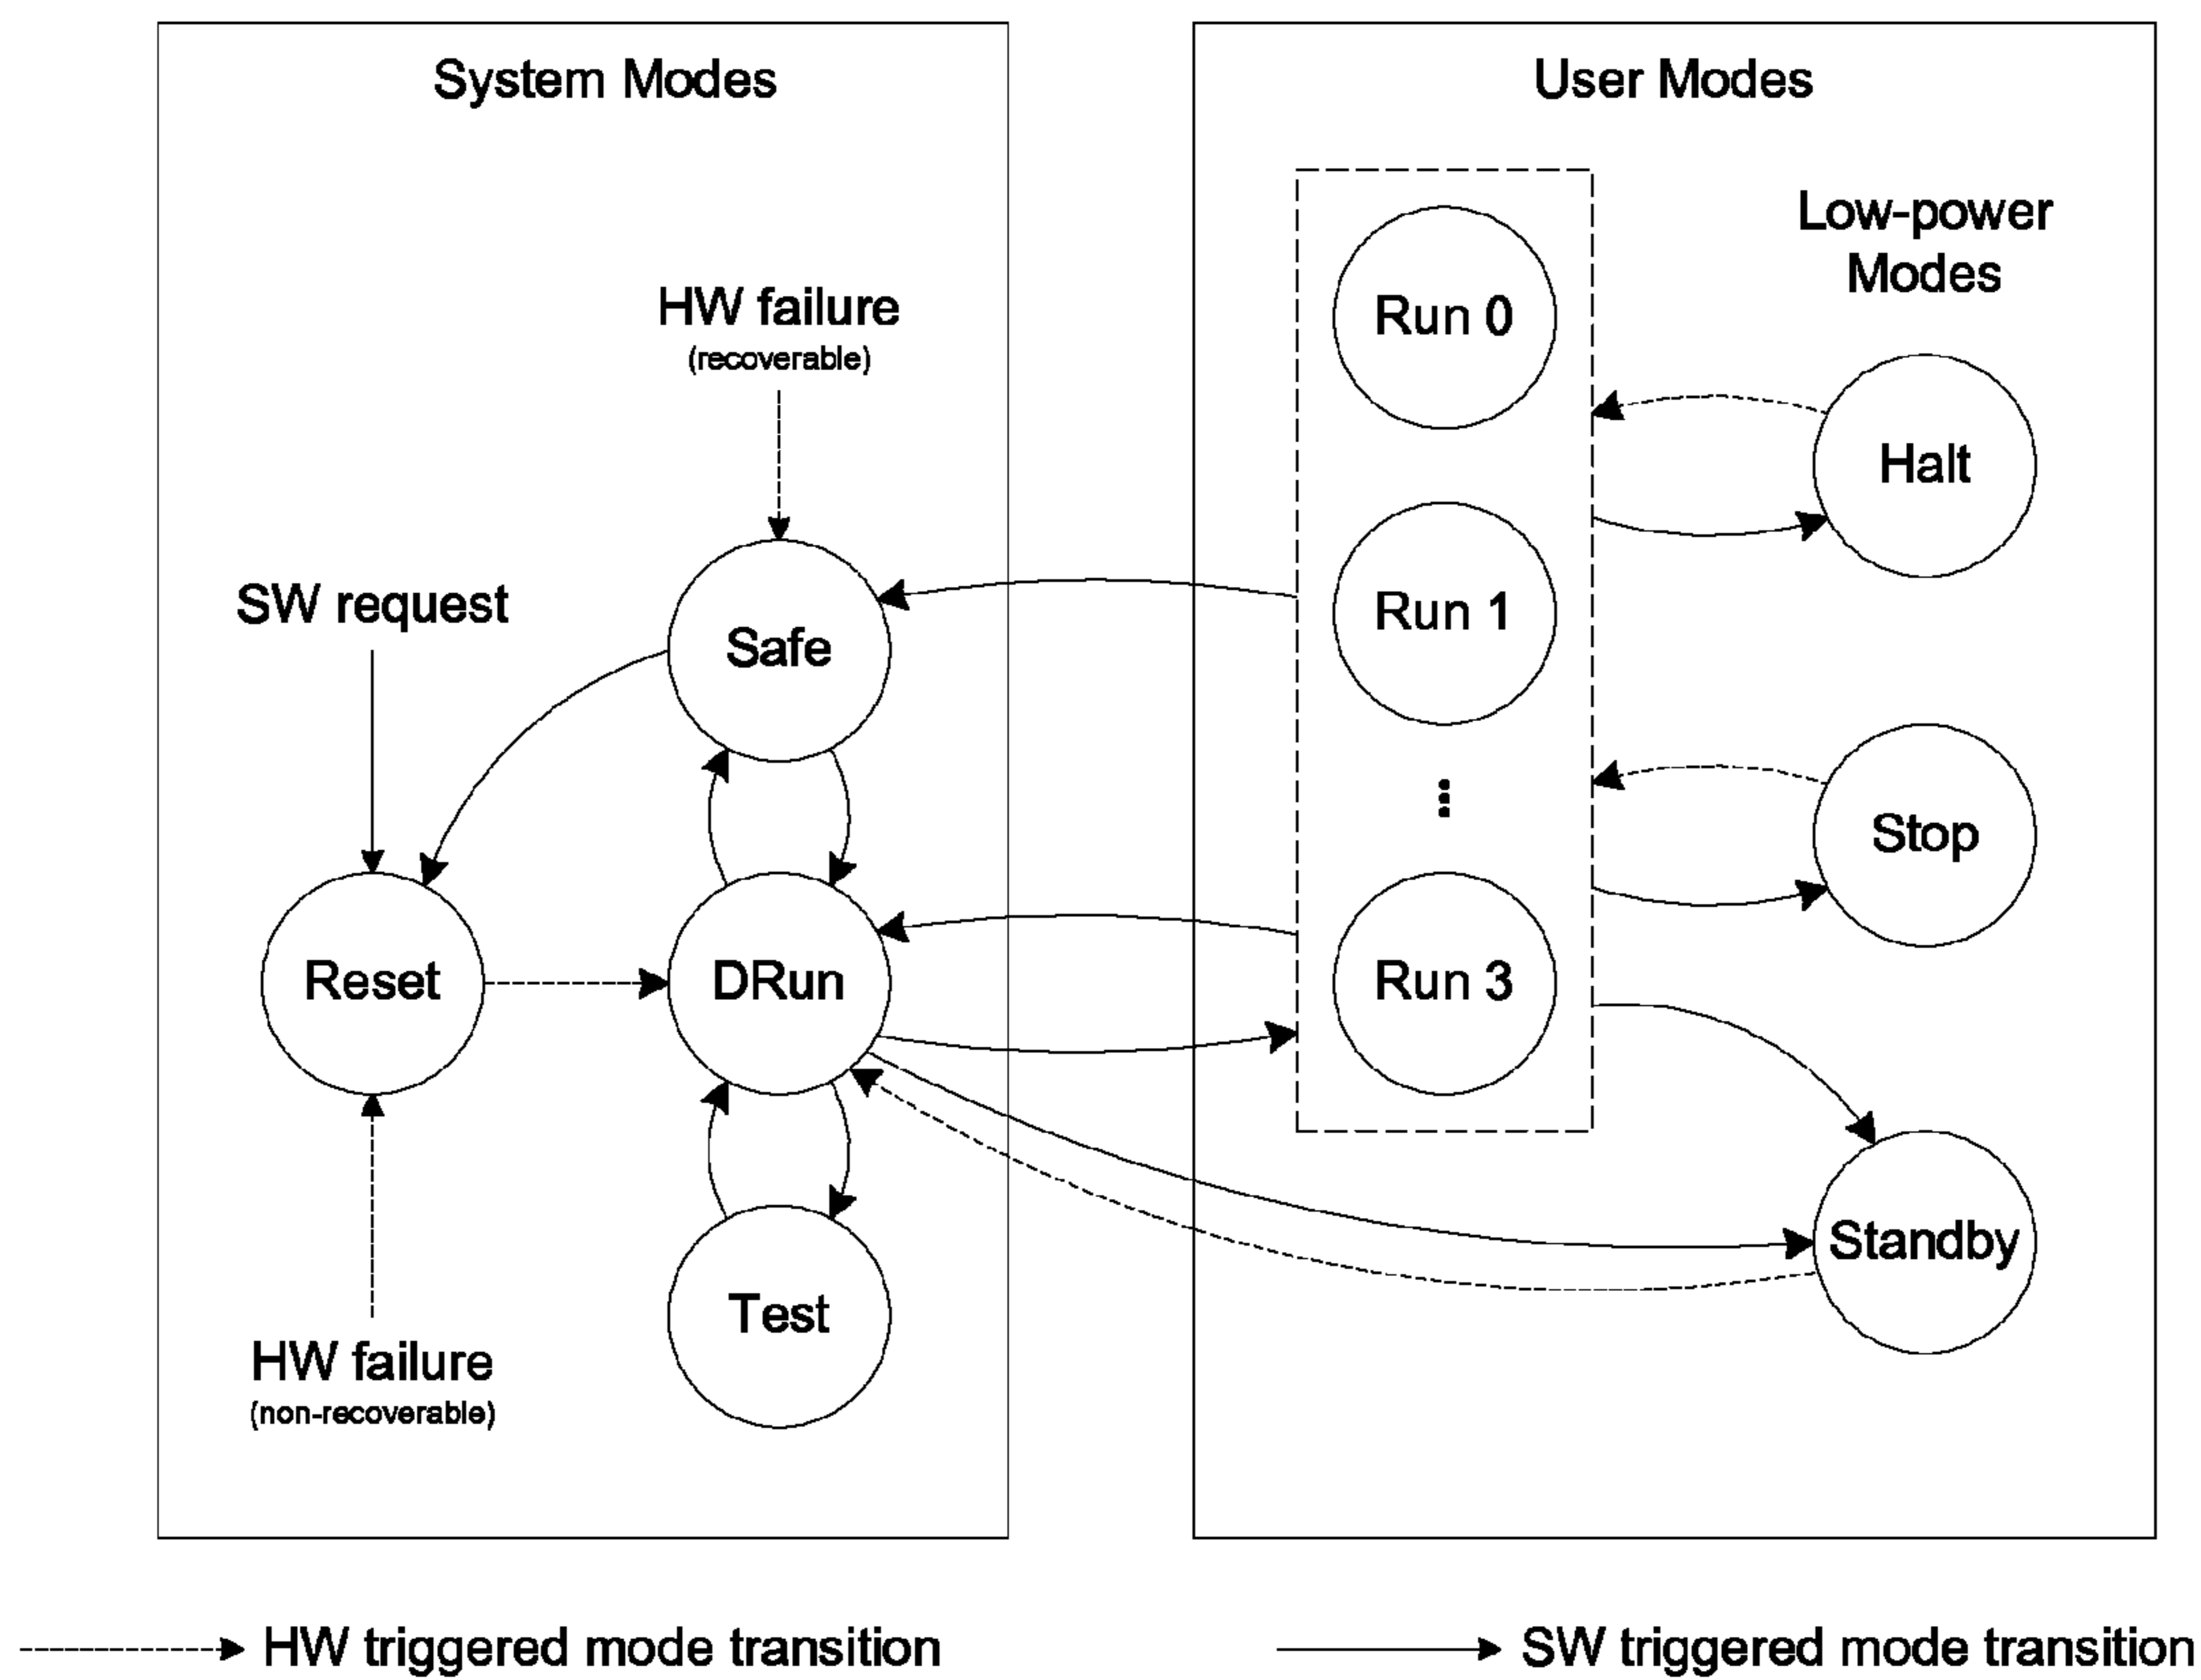 System Modes
User Modes
HW failure
(recoverable)
SW request
Safe
Reset
DRun
Test
HW failure
(non-recoverable)
Run 0
Run 1
...
Run 3
Low-power
Modes
Halt
Stop
Standby
HW triggered mode transition
SW triggered mode transition